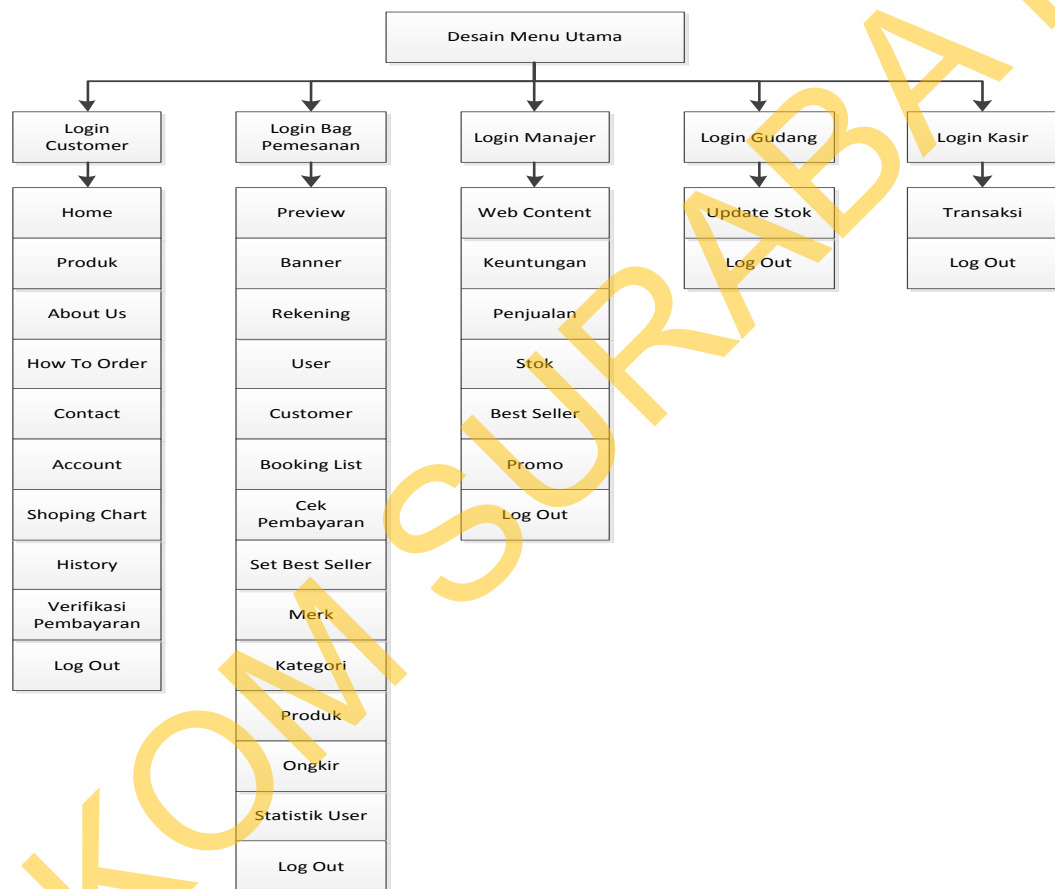 Desain Menu Utama
Login
Customer
Home
Produk
About Us
How To Order
Contact
Account
Shoping Chart
History
Verifikasi
Pembayaran
Log Out
Login Bag
Pemesanan
Preview
Banner
Rekening
User
Customer
Booking List
Cek
Pembayaran
Set Best Seller
Merk
Kategori
Produk
Ongkir
Statistik User
Log Out
Login Manajer
Web Content
Keuntungan
Penjualan
Stok
Best Seller
Promo
Log Out
Login Gudang
Update Stok
Log Out
Login Kasir
Transaksi
Log Out
KOM SURABA